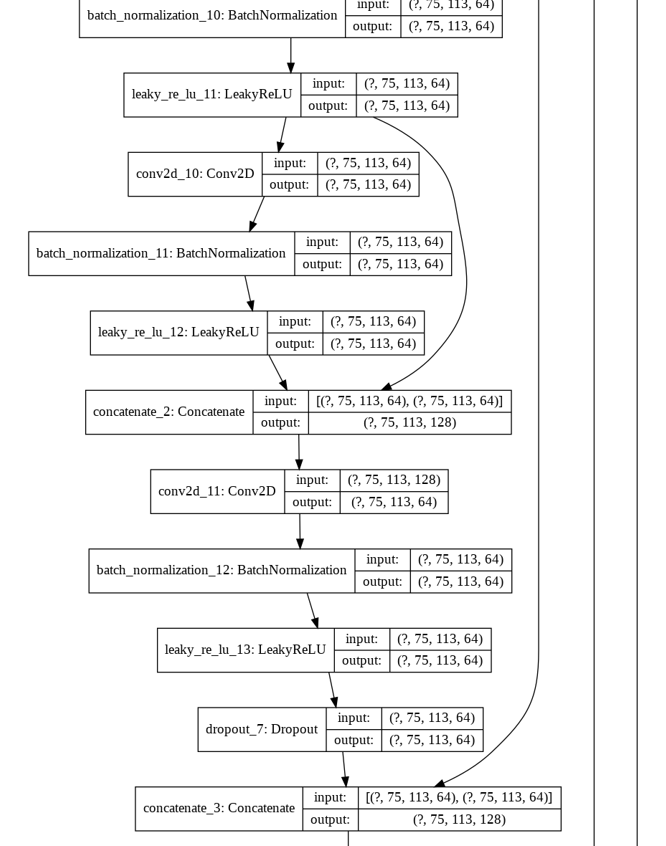 batch_normalization_10: BatchNormalization
input: (?, 75, 113, 64)
output: (?, 75, 113, 64)
leaky_re_lu_11: LeakyReLU
input: (?, 75, 113, 64)
output: (?, 75, 113, 64)
conv2d_10: Conv2D
input: (?, 75, 113, 64)
output: (?, 75, 113, 64)
batch_normalization_11: BatchNormalization
input: (?, 75, 113, 64)
output: (?, 75, 113, 64)
leaky_re_lu_12: LeakyReLU
input: (?, 75, 113, 64)
output: (?, 75, 113, 64)
concatenate_2: Concatenate
input: [(?, 75, 113, 64), (?, 75, 113, 64)]
output: (?, 75, 113, 128)
conv2d_11: Conv2D
input: (?, 75, 113, 128)
output: (?, 75, 113, 64)
batch_normalization_12: BatchNormalization
input: (?, 75, 113, 64)
output: (?, 75, 113, 64)
leaky_re_lu_13: LeakyReLU
input: (?, 75, 113, 64)
output: (?, 75, 113, 64)
dropout_7: Dropout
input: (?, 75, 113, 64)
output: (?, 75, 113, 64)
concatenate_3: Concatenate
input: [(?, 75, 113, 64), (?, 75, 113, 64)]
output: (?, 75, 113, 128)